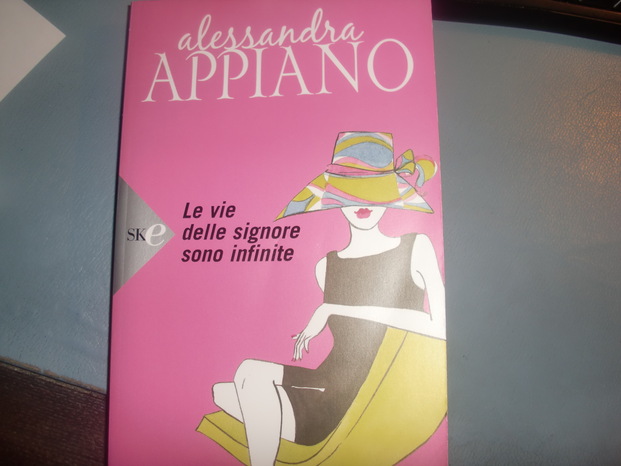 alessandra
APPIANO
Le vie
delle signore
sono infinite
SKe